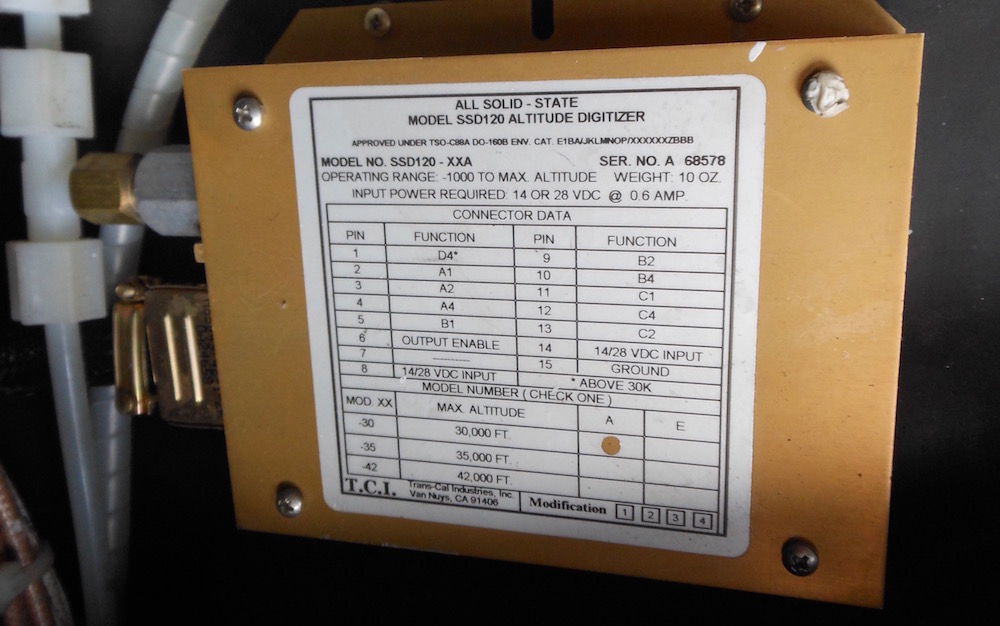 ALL SOLID - STATE
MODEL SSD120 ALTITUDE DIGITIZER
APPROVED UNDER TSO-C88A DO-160B ENV. CAT. E1BA/JKLMNOP/XXXXXXZBBB
MODEL NO. SSD120 - XXA SER. NO. A 68578
OPERATING RANGE: -1000 TO MAX. ALTITUDE WEIGHT: 10 OZ.
INPUT POWER REQUIRED: 14 OR 28 VDC @ 0.6 AMP.
CONNECTOR DATA
PIN FUNCTION PIN FUNCTION
1 D4* 9 B2
2 A1 10 B4
3 A2 11 C1
4 A4 12 C4
5 B1 13 C2
6 OUTPUT ENABLE 14 14/28 VDC INPUT
7 ---------- 15 GROUND
8 14/28 VDC INPUT * ABOVE 30K
MODEL NUMBER ( CHECK ONE )
MOD. XX MAX. ALTITUDE A E
-30 30,000 FT.
-35 35,000 FT.
-42 42,000 FT.
T.C.I. Trans-Cal Industries, Inc.
Van Nuys, CA 91406
Modification 1 2 3 4